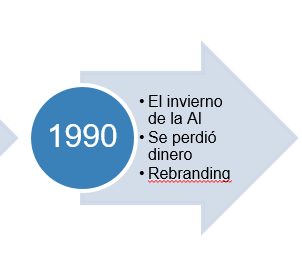 1990
• El invierno
de la AI
• Se perdió
dinero
• Rebranding